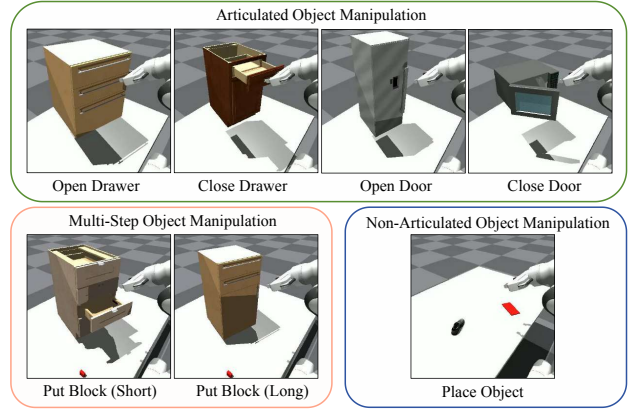 Articulated Object Manipulation
Open Drawer
Close Drawer
Open Door
Close Door
Multi-Step Object Manipulation
Put Block (Short)
Put Block (Long)
Non-Articulated Object Manipulation
Place Object